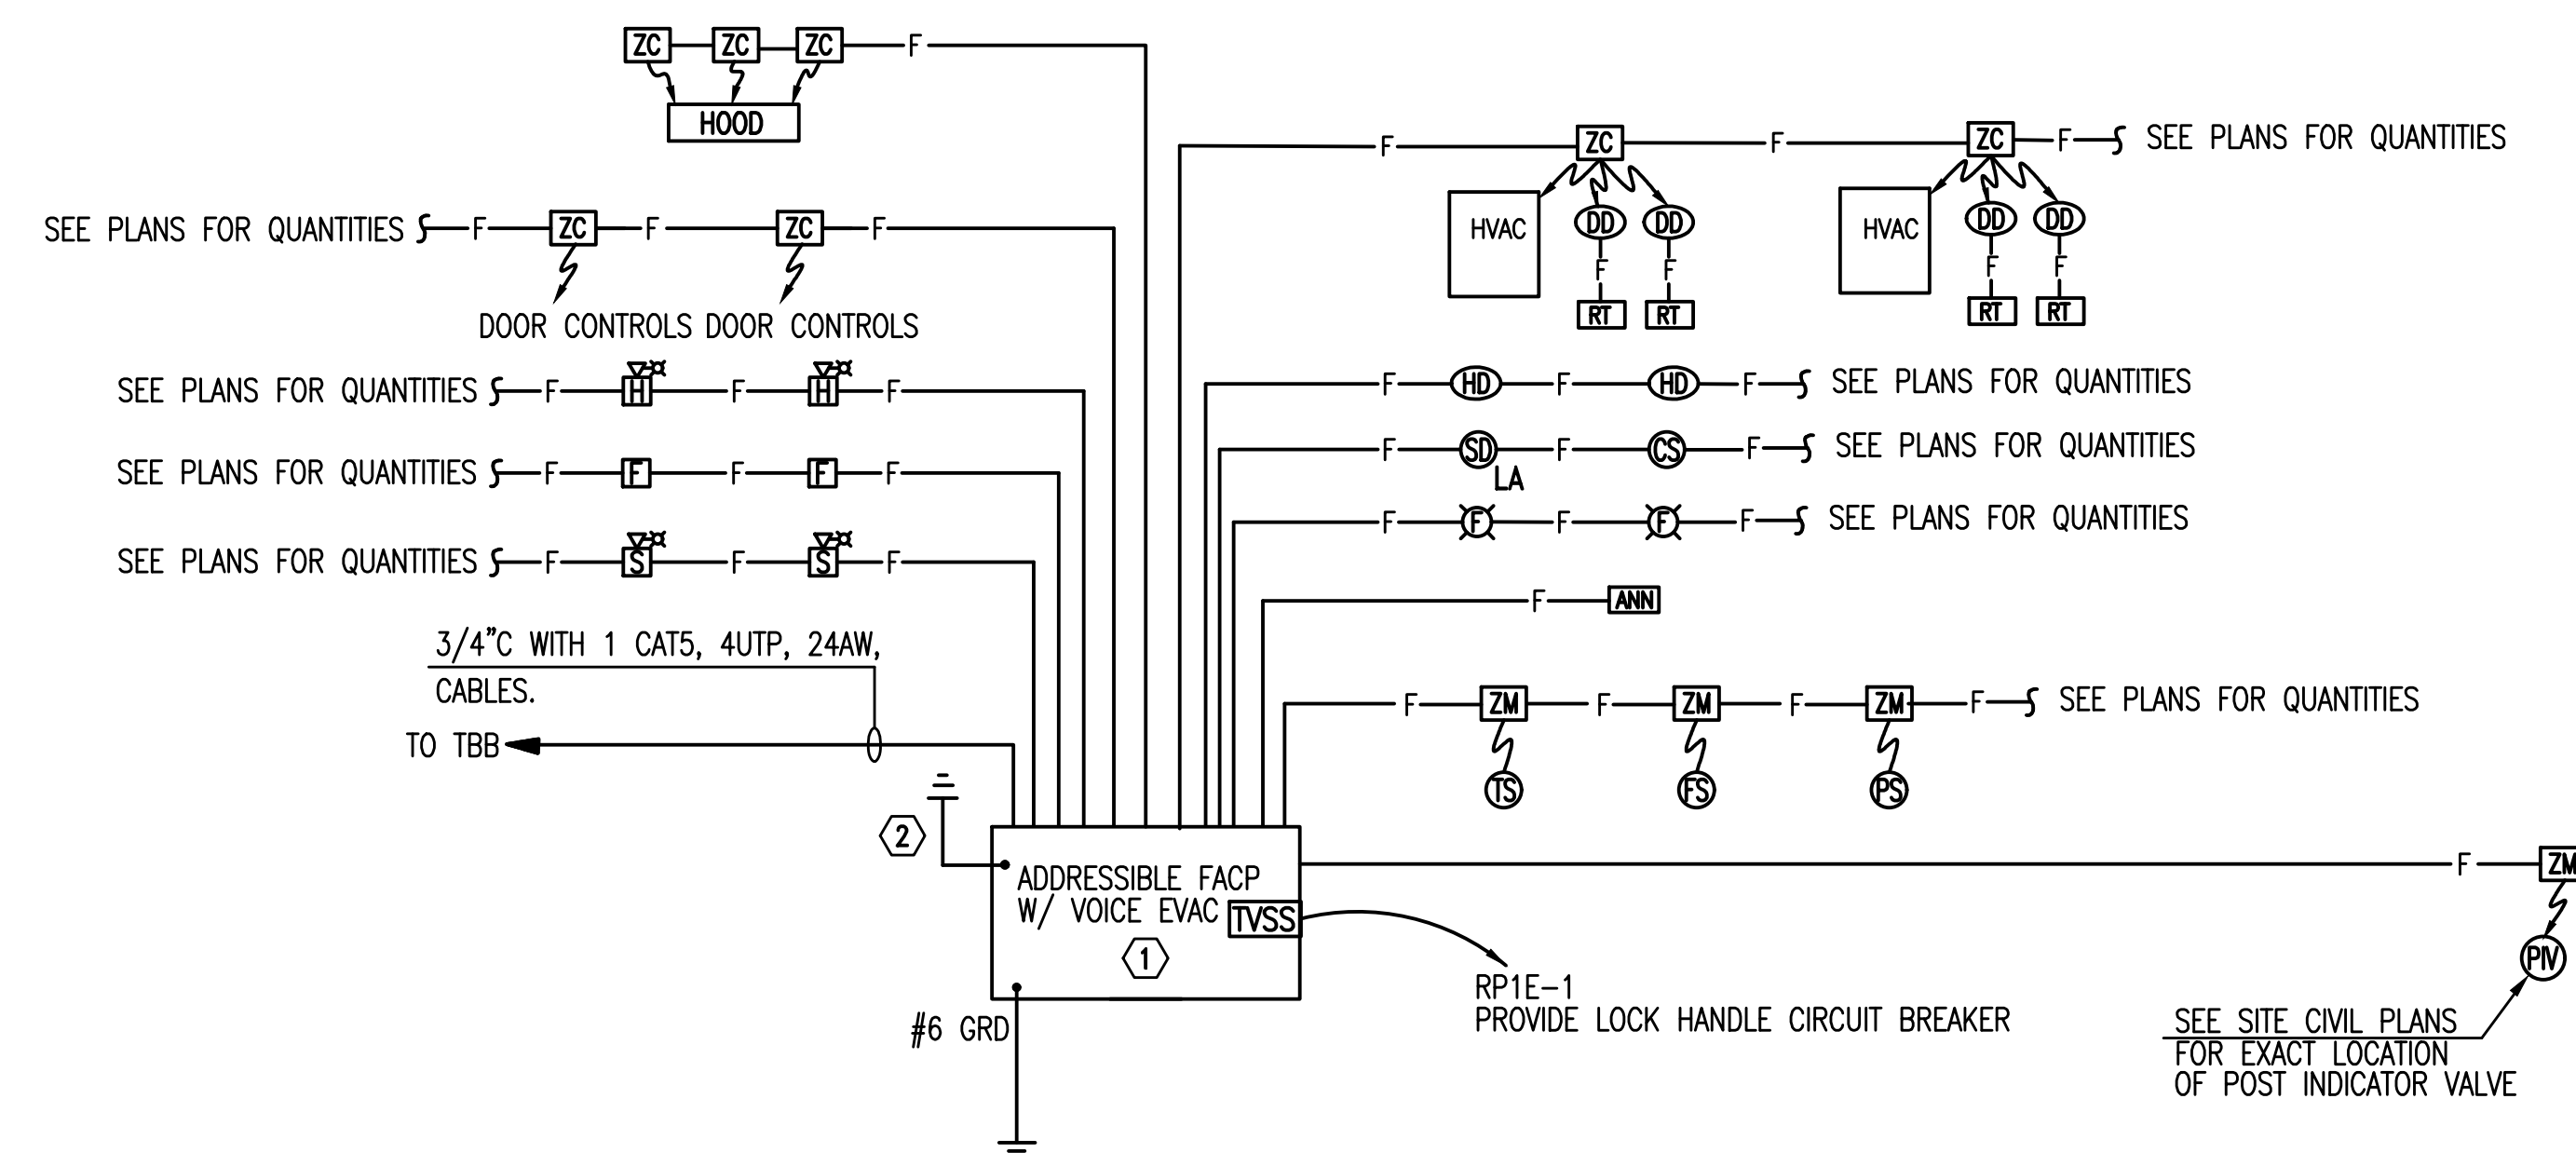 ZC ZC ZC F
HOOD
F ZC F ZC F SEE PLANS FOR QUANTITIES
HVAC DD DD HVAC DD DD
F F F F
RT RT RT RT
SEE PLANS FOR QUANTITIES F ZC F ZC F
DOOR CONTROLS DOOR CONTROLS
SEE PLANS FOR QUANTITIES F H F H F
F HD F HD F SEE PLANS FOR QUANTITIES
SEE PLANS FOR QUANTITIES F F F F F
F SD F CS F SEE PLANS FOR QUANTITIES
LA
F F F F F SEE PLANS FOR QUANTITIES
SEE PLANS FOR QUANTITIES F S F S F
F ANN
3/4"C WITH 1 CAT5, 4UTP, 24AW,
CABLES.
TO TBB
F ZM F ZM F ZM F SEE PLANS FOR QUANTITIES
TS FS PS
2
ADDRESSIBLE FACP
W/ VOICE EVAC TVSS
1
F ZM
PIV
#6 GRD
RP1E-1
PROVIDE LOCK HANDLE CIRCUIT BREAKER
SEE SITE CIVIL PLANS
FOR EXACT LOCATION
OF POST INDICATOR VALVE